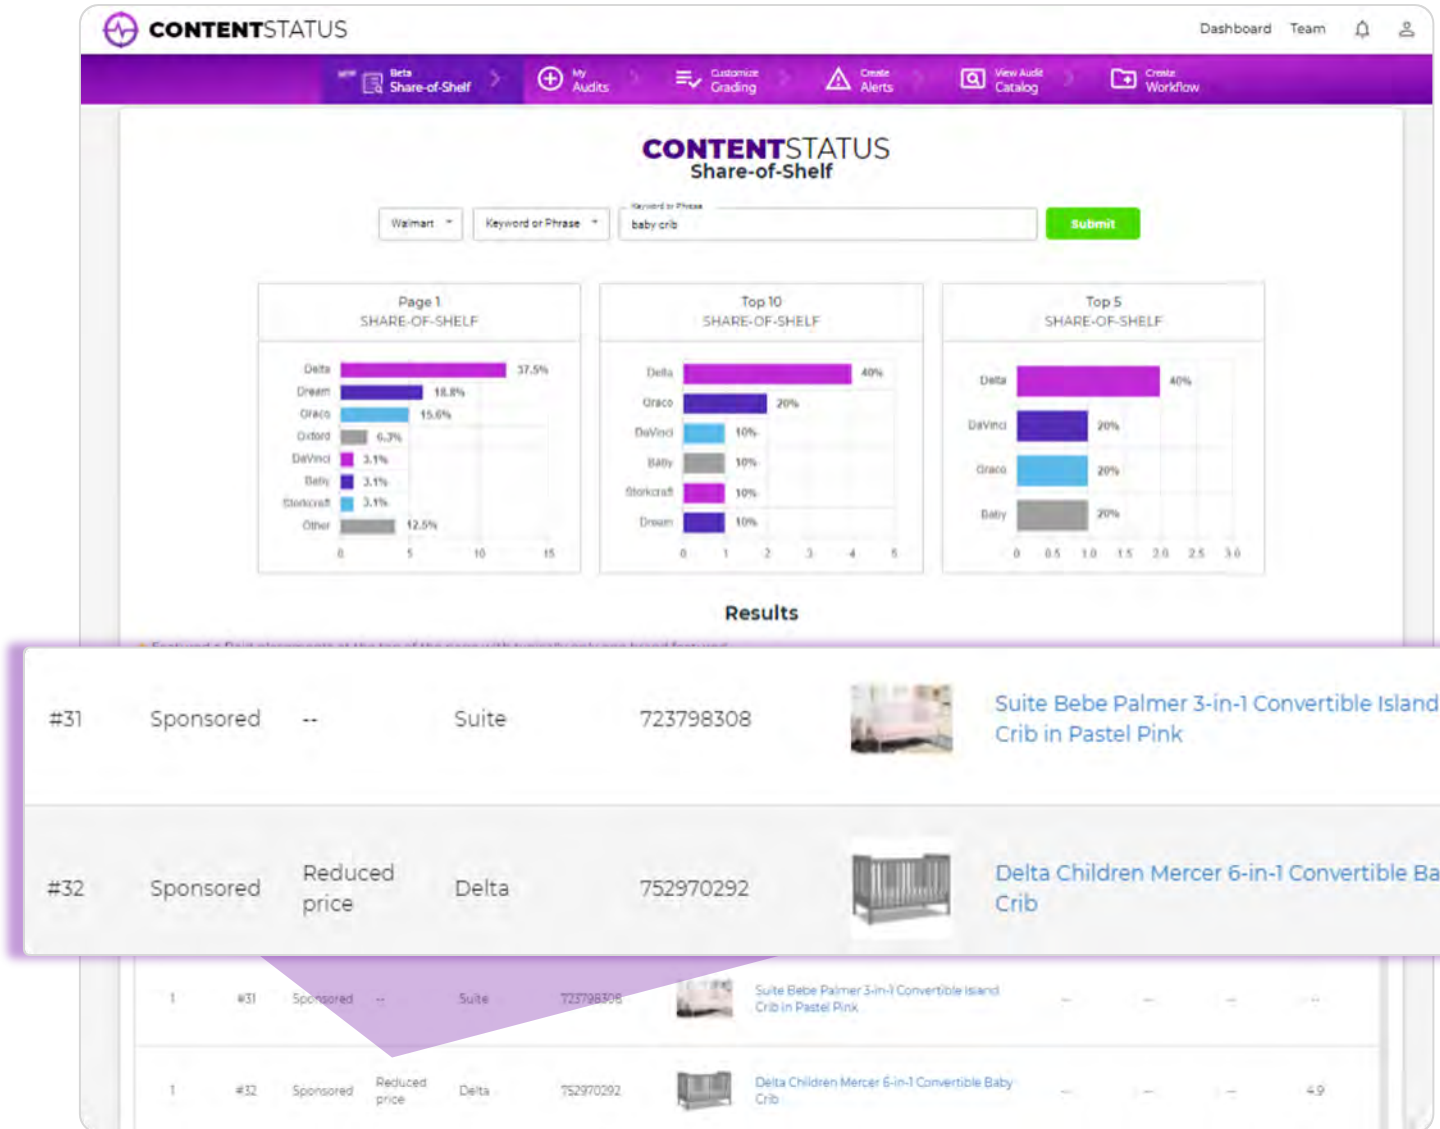 CONTENTSTATUS
Dashboard Team
NEW Beta Share-of-Shelf
My Audits
Customize Grading
Create Alerts
View Audit Catalog
Create Workflow
CONTENTSTATUS
Share-of-Shelf
Walmart
Keyword or Phrase
Keyword or Phrase
baby crib
Submit
Page 1
SHARE-OF-SHELF
Delta 37.5%
Dream 18.8%
Graco 15.6%
Oxford 6.3%
DaVinci 3.1%
Baby 3.1%
Storkcraft 3.1%
Other 12.5%
0 5 10 15
Top 10
SHARE-OF-SHELF
Delta 40%
Graco 20%
DaVinci 10%
Baby 10%
Storkcraft 10%
Dream 10%
0 1 2 3 4 5
Top 5
SHARE-OF-SHELF
Delta 40%
DaVinci 20%
Graco 20%
Baby 20%
0 0.5 1.0 1.5 2.0 2.5 3.0
Results
#31 Sponsored -- Suite 723798308 Suite Bebe Palmer 3-in-1 Convertible Island
Crib in Pastel Pink
#32 Sponsored Reduced price Delta 752970292 Delta Children Mercer 6-in-1 Convertible Ba
Crib
1 #31 Sponsored -- Suite 723798308 Suite Bebe Palmer 3-in-1 Convertible Island -- -- -- --
Crib in Pastel Pink
1 #32 Sponsored Reduced price Delta 752970292 Delta Children Mercer 6-in-1 Convertible Baby -- -- -- 4.9
Crib